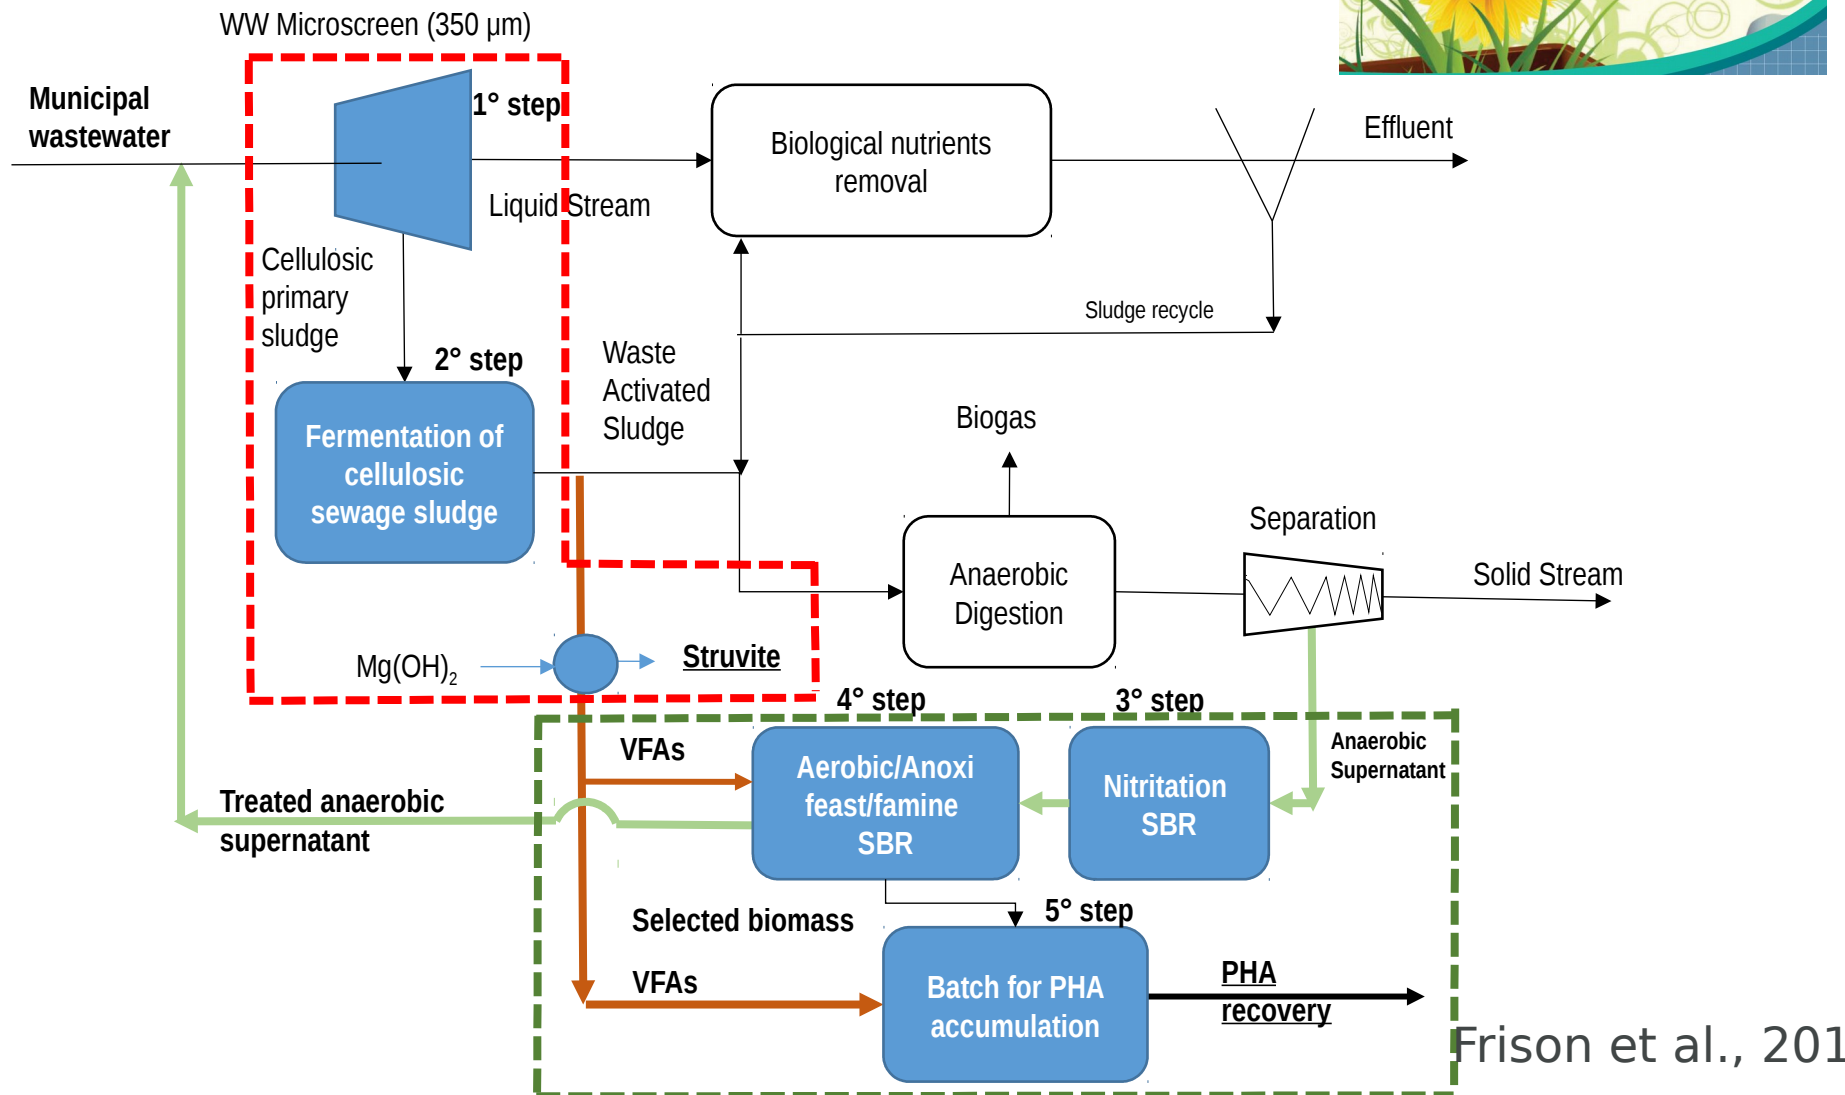 WW Microscreen (350 μm)
Municipal
wastewater
1° step
Biological nutrients
removal
Effluent
Liquid Stream
Cellulosic
primary
sludge
Sludge recycle
2° step
Waste
Activated
Sludge
Fermentation of
cellulosic
sewage sludge
Biogas
Separation
Anaerobic
Digestion
Solid Stream
Mg(OH)₂
Struvite
4° step
3° step
VFAs
Aerobic/Anoxi
feast/famine
SBR
Nitritation
SBR
Anaerobic
Supernatant
Treated anaerobic
supernatant
Selected biomass
5° step
VFAs
Batch for PHA
accumulation
PHA
recovery
Frison et al., 201